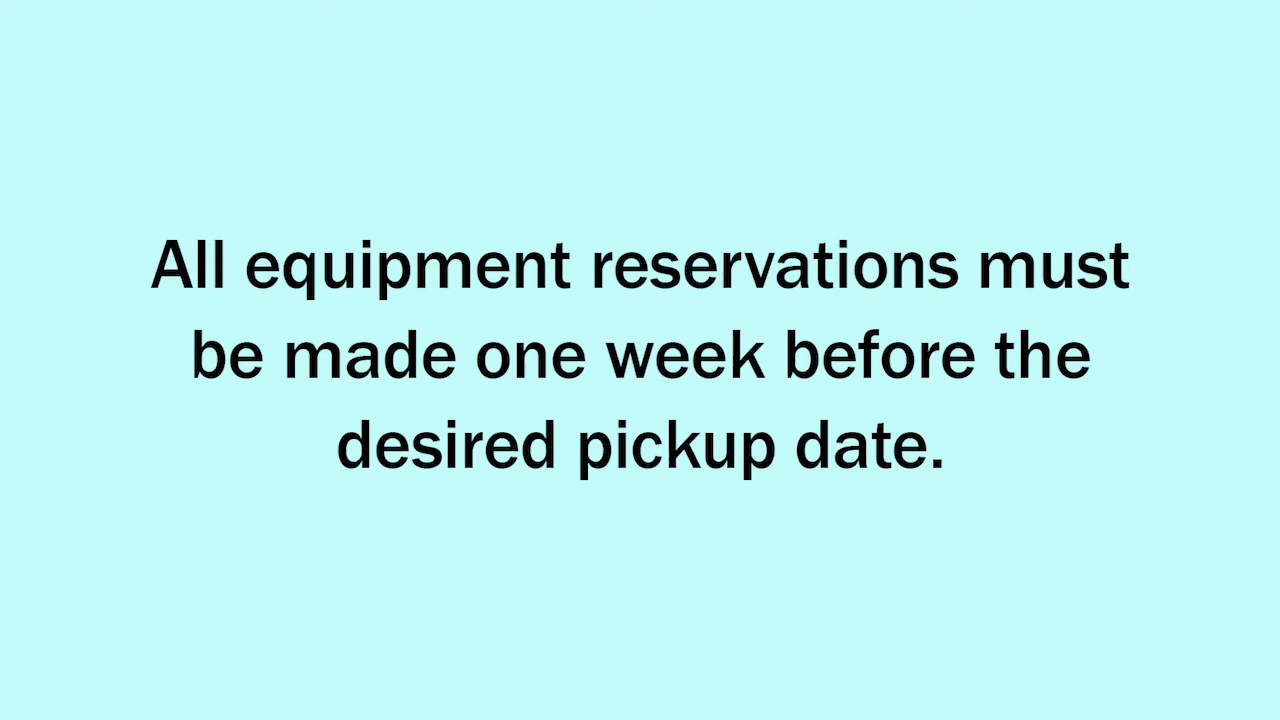 All equipment reservations must
be made one week before the
desired pickup date.